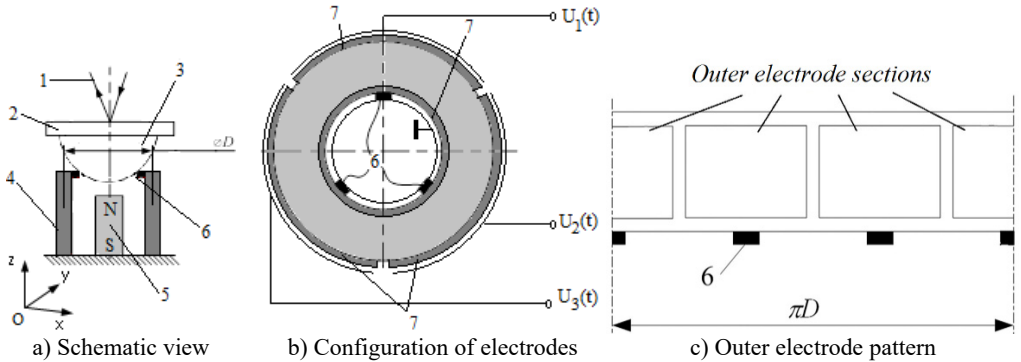 1
2
3
⌀D
4
N
S
6
5
z
y
O
x
a) Schematic view
7
7
U1(t)
6
U2(t)
U3(t)
7
b) Configuration of electrodes
Outer electrode sections
6
πD
c) Outer electrode pattern